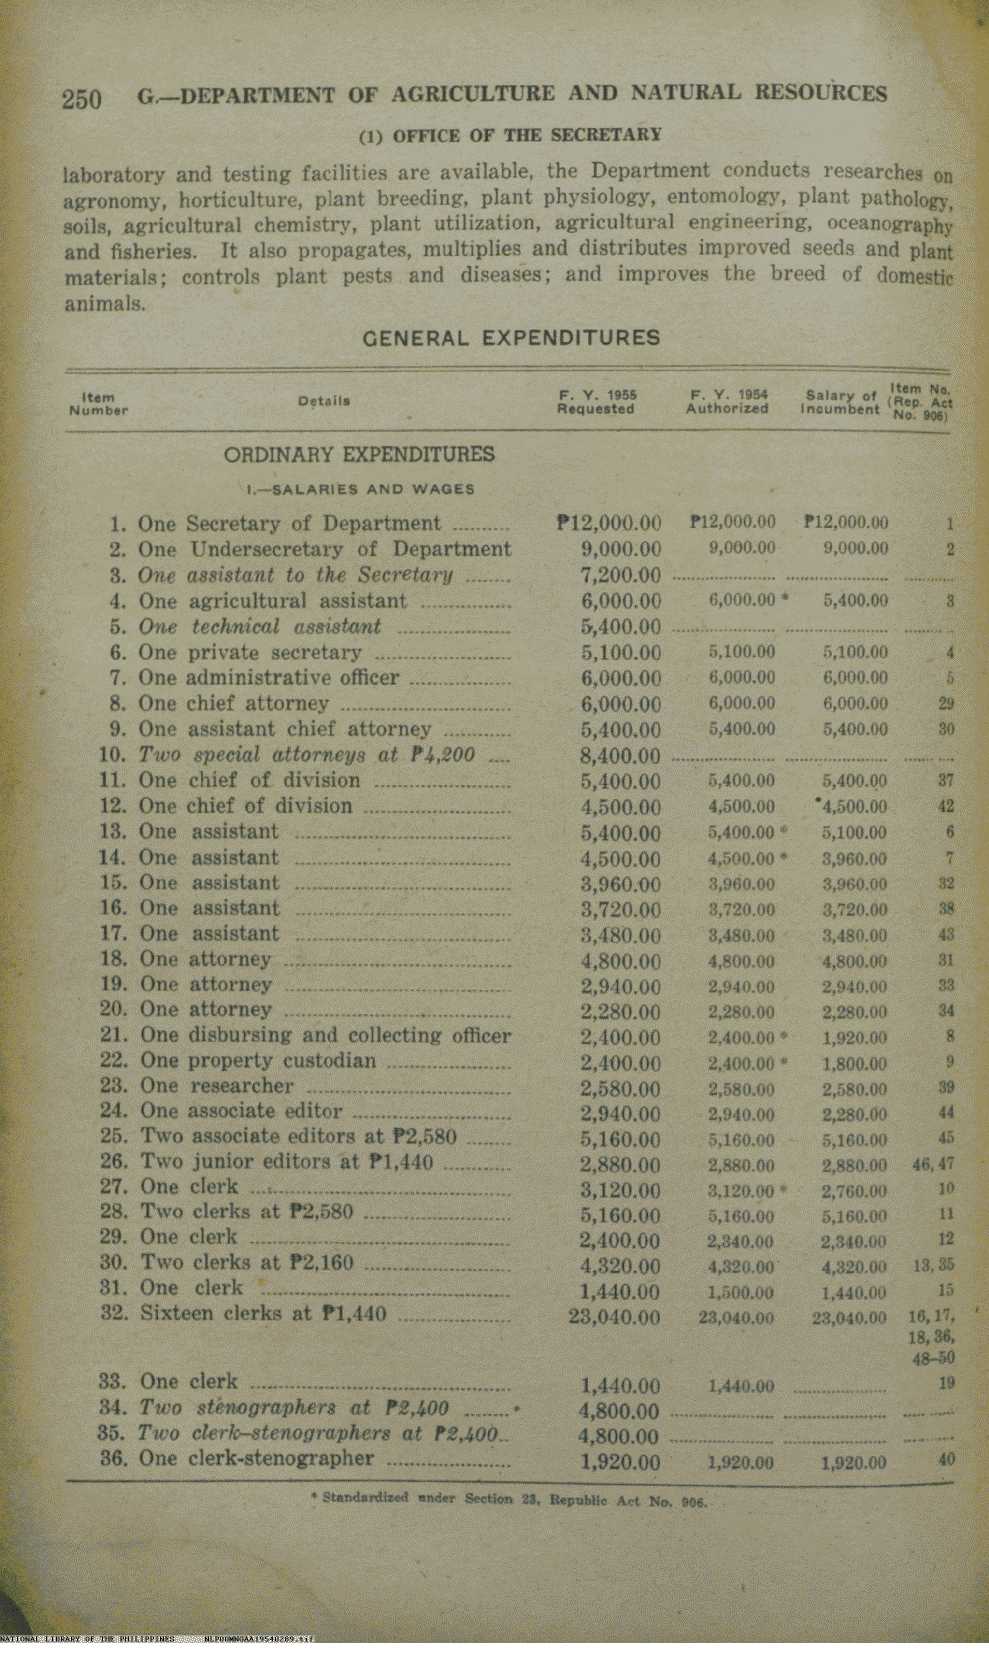 250 G.—DEPARTMENT OF AGRICULTURE AND NATURAL RESOURCES
(1) OFFICE OF THE SECRETARY
laboratory and testing facilities are available, the Department conducts researches on
agronomy, horticulture, plant breeding, plant physiology, entomology, plant pathology,
soils, agricultural chemistry, plant utilization, agricultural engineering, oceanography
and fisheries. It also propagates, multiplies and distributes improved seeds and plant
materials; controls plant pests and diseases; and improves the breed of domestic
animals.
GENERAL EXPENDITURES
Item Number Details F. Y. 1955 Requested F. Y. 1954 Authorized Salary of Incumbent Item No. (Rep. Act No. 906)
ORDINARY EXPENDITURES
I.—SALARIES AND WAGES
1. One Secretary of Department .......... ₱12,000.00 ₱12,000.00 ₱12,000.00 1
2. One Undersecretary of Department 9,000.00 9,000.00 9,000.00 2
3. One assistant to the Secretary ........ 7,200.00 .................... .................... ..........
4. One agricultural assistant ................ 6,000.00 6,000.00 * 5,400.00 3
5. One technical assistant .................... 5,400.00 .................... .................... ..........
6. One private secretary ........................ 5,100.00 5,100.00 5,100.00 4
7. One administrative officer .................. 6,000.00 6,000.00 6,000.00 5
8. One chief attorney .............................. 6,000.00 6,000.00 6,000.00 29
9. One assistant chief attorney ............ 5,400.00 5,400.00 5,400.00 30
10. Two special attorneys at ₱4,200 .... 8,400.00 .................... .................... ..........
11. One chief of division ........................ 5,400.00 5,400.00 5,400.00 37
12. One chief of division .......................... 4,500.00 4,500.00 4,500.00 42
13. One assistant ...................................... 5,400.00 5,400.00 * 5,100.00 6
14. One assistant ...................................... 4,500.00 4,500.00 * 3,960.00 7
15. One assistant ...................................... 3,960.00 3,960.00 3,960.00 32
16. One assistant ...................................... 3,720.00 3,720.00 3,720.00 38
17. One assistant ...................................... 3,480.00 3,480.00 3,480.00 43
18. One attorney ........................................ 4,800.00 4,800.00 4,800.00 31
19. One attorney ........................................ 2,940.00 2,940.00 2,940.00 33
20. One attorney ........................................ 2,280.00 2,280.00 2,280.00 34
21. One disbursing and collecting officer 2,400.00 2,400.00 * 1,920.00 8
22. One property custodian ...................... 2,400.00 2,400.00 * 1,800.00 9
23. One researcher .................................... 2,580.00 2,580.00 2,580.00 39
24. One associate editor ............................ 2,940.00 2,940.00 2,280.00 44
25. Two associate editors at ₱2,580 ........ 5,160.00 5,160.00 5,160.00 45
26. Two junior editors at ₱1,440 ............ 2,880.00 2,880.00 2,880.00 46, 47
27. One clerk .............................................. 3,120.00 3,120.00 * 2,760.00 10
28. Two clerks at ₱2,580 .......................... 5,160.00 5,160.00 5,160.00 11
29. One clerk .............................................. 2,400.00 2,340.00 2,340.00 12
30. Two clerks at ₱2,160 .......................... 4,320.00 4,320.00 4,320.00 13, 35
31. One clerk ............................................ 1,440.00 1,500.00 1,440.00 15
32. Sixteen clerks at ₱1,440 .................... 23,040.00 23,040.00 23,040.00 16, 17,
18, 36,
48–50
33. One clerk .............................................. 1,440.00 1,440.00 .................... 19
34. Two stenographers at ₱2,400 ........ 4,800.00 .................... .................... ..........
35. Two clerk-stenographers at ₱2,400.. 4,800.00 .................... .................... ..........
36. One clerk-stenographer ...................... 1,920.00 1,920.00 1,920.00 40
* Standardized under Section 23, Republic Act No. 906.
NATIONAL LIBRARY OF THE PHILIPPINES NLPOOMNOAA19540289.tif